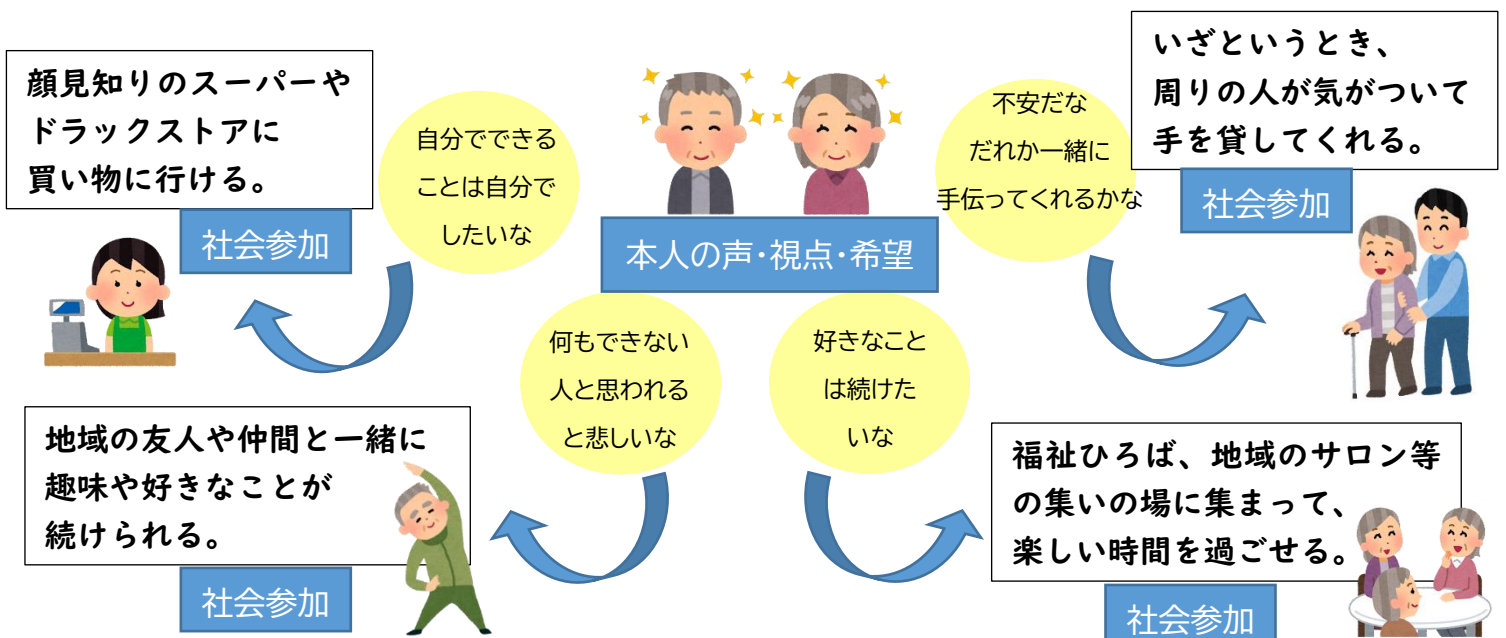 顔見知りのスーパーや
ドラックストアに
買い物に行ける。
社会参加
自分でできる
ことは自分で
したいな
本人の声・視点・希望
不安だな
だれか一緒に
手伝ってくれるかな
いざというとき、
周りの人が気がついて
手を貸してくれる。
社会参加
何もできない
人と思われる
と悲しいな
好きなこと
は続けた
いな
地域の友人や仲間と一緒に
趣味や好きなことが
続けられる。
社会参加
福祉ひろば、地域のサロン等
の集いの場に集まって、
楽しい時間を過ごせる。
社会参加